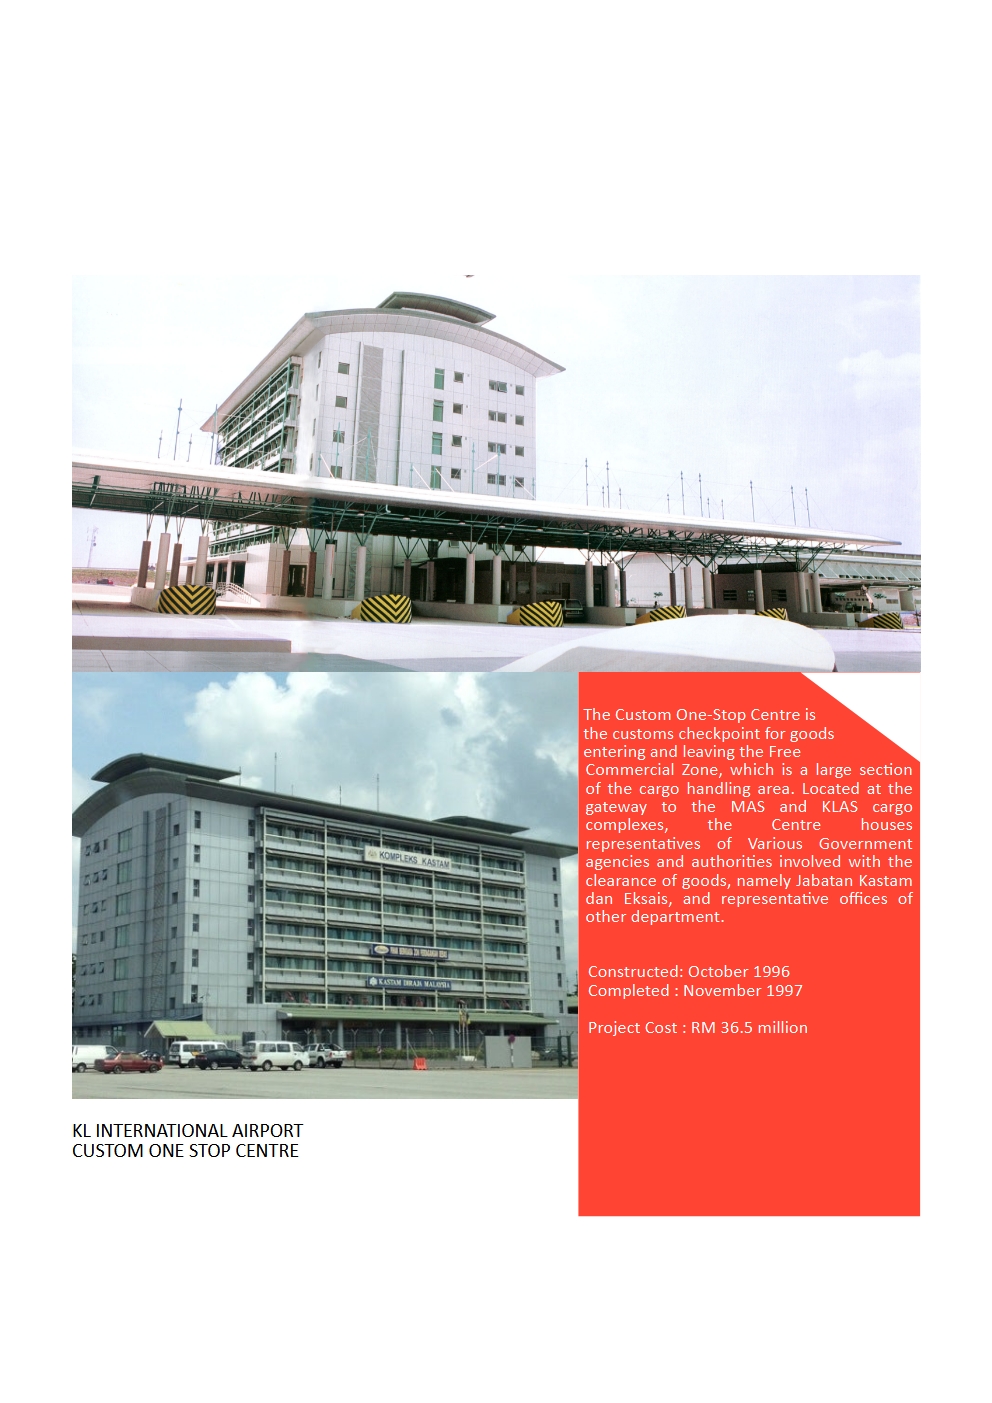 KOMPLEKS KASTAM
KASTAM DIRAJA MALAYSIA
The Custom One-Stop Centre is
the customs checkpoint for goods
entering and leaving the Free
Commercial Zone, which is a large section
of the cargo handling area. Located at the
gateway to the MAS and KLAS cargo
complexes, the Centre houses
representatives of Various Government
agencies and authorities involved with the
clearance of goods, namely Jabatan Kastam
dan Eksais, and representative offices of
other department.
Constructed: October 1996
Completed : November 1997
Project Cost : RM 36.5 million
KL INTERNATIONAL AIRPORT
CUSTOM ONE STOP CENTRE